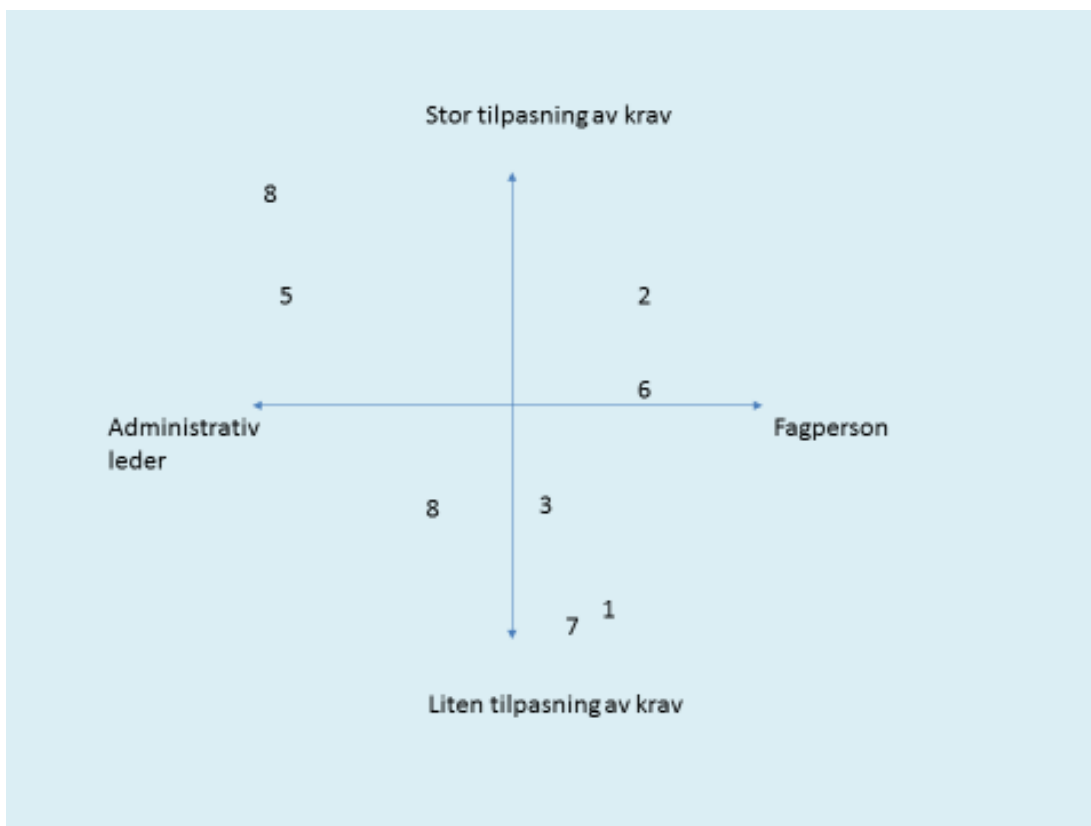 Stor tilpasning av krav
8
5
2
6
Administrativ
leder
Fagperson
8
3
1
7
Liten tilpasning av krav